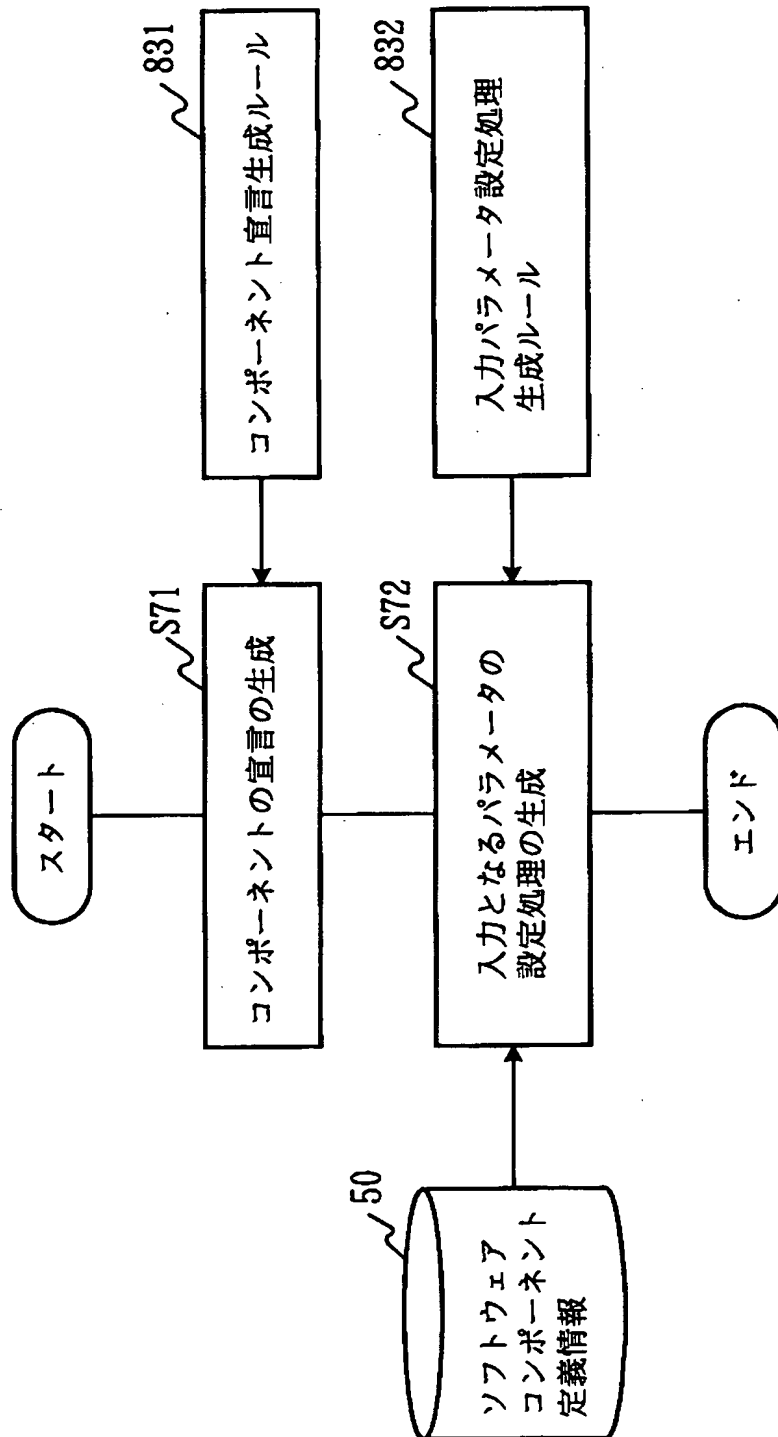 スタート
S71
コンポーネントの宣言の生成
831
コンポーネント宣言生成ルール
50
ソフトウェア
コンポーネント
定義情報
S72
入力となるパラメータの
設定処理の生成
832
入力パラメータ設定処理
生成ルール
エンド